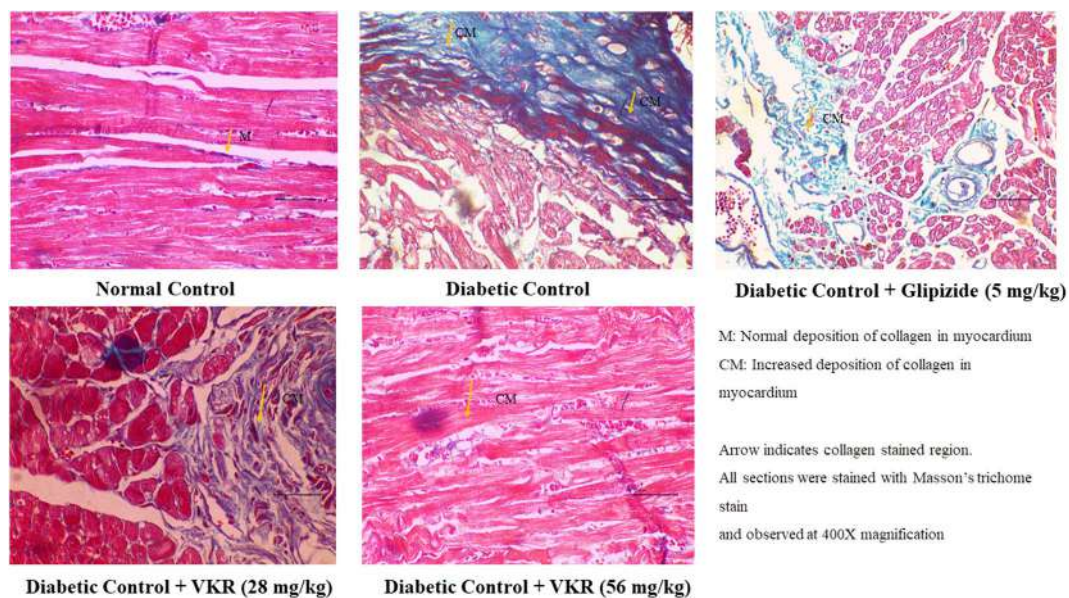 M
CM
CM
CM
Normal Control
Diabetic Control
Diabetic Control + Glipizide (5 mg/kg)
CM
CM
M: Normal deposition of collagen in myocardium
CM: Increased deposition of collagen in
myocardium
Arrow indicates collagen stained region.
All sections were stained with Masson's trichome
stain
and observed at 400X magnification
Diabetic Control + VKR (28 mg/kg)
Diabetic Control + VKR (56 mg/kg)